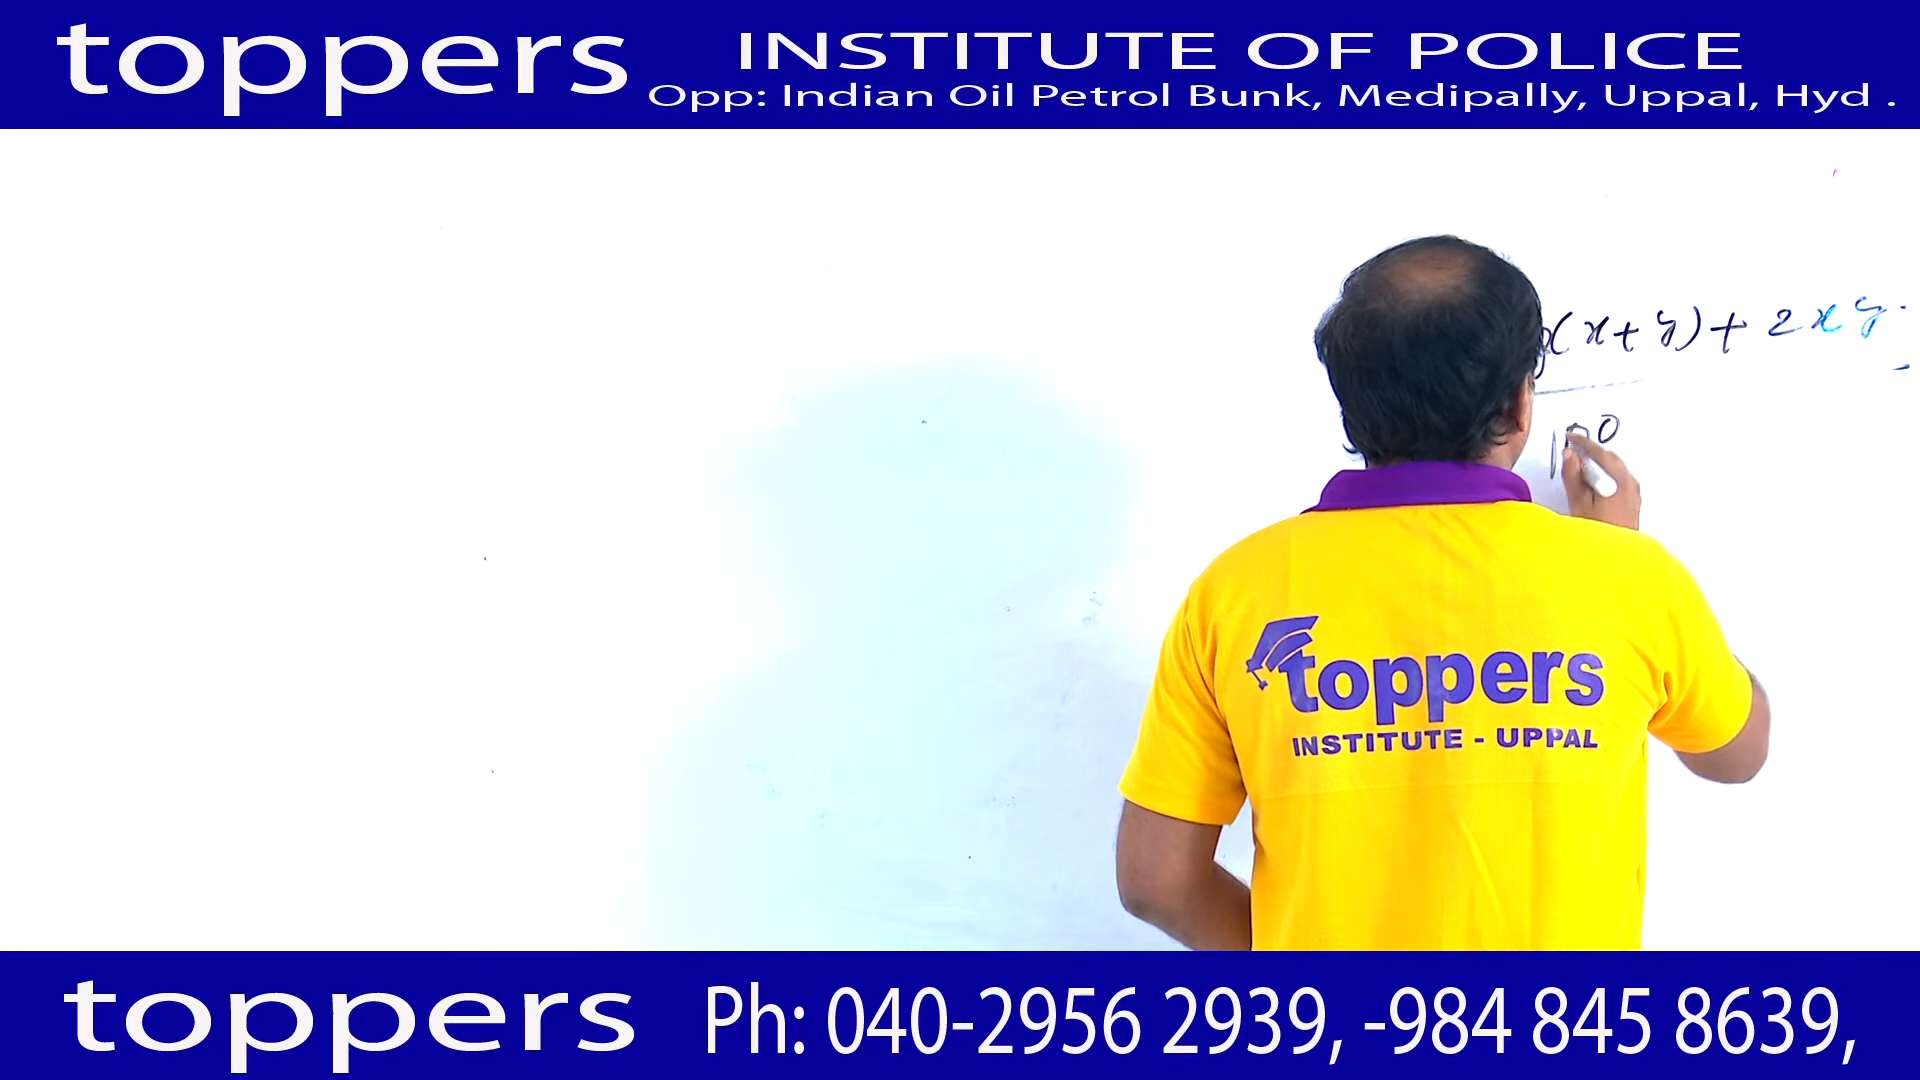 toppers
INSTITUTE OF POLICE
Opp: Indian Oil Petrol Bunk, Medipally, Uppal, Hyd .
(x+y)+2xy
100
toppers
INSTITUTE - UPPAL
toppers
Ph: 040-2956 2939, -984 845 8639,